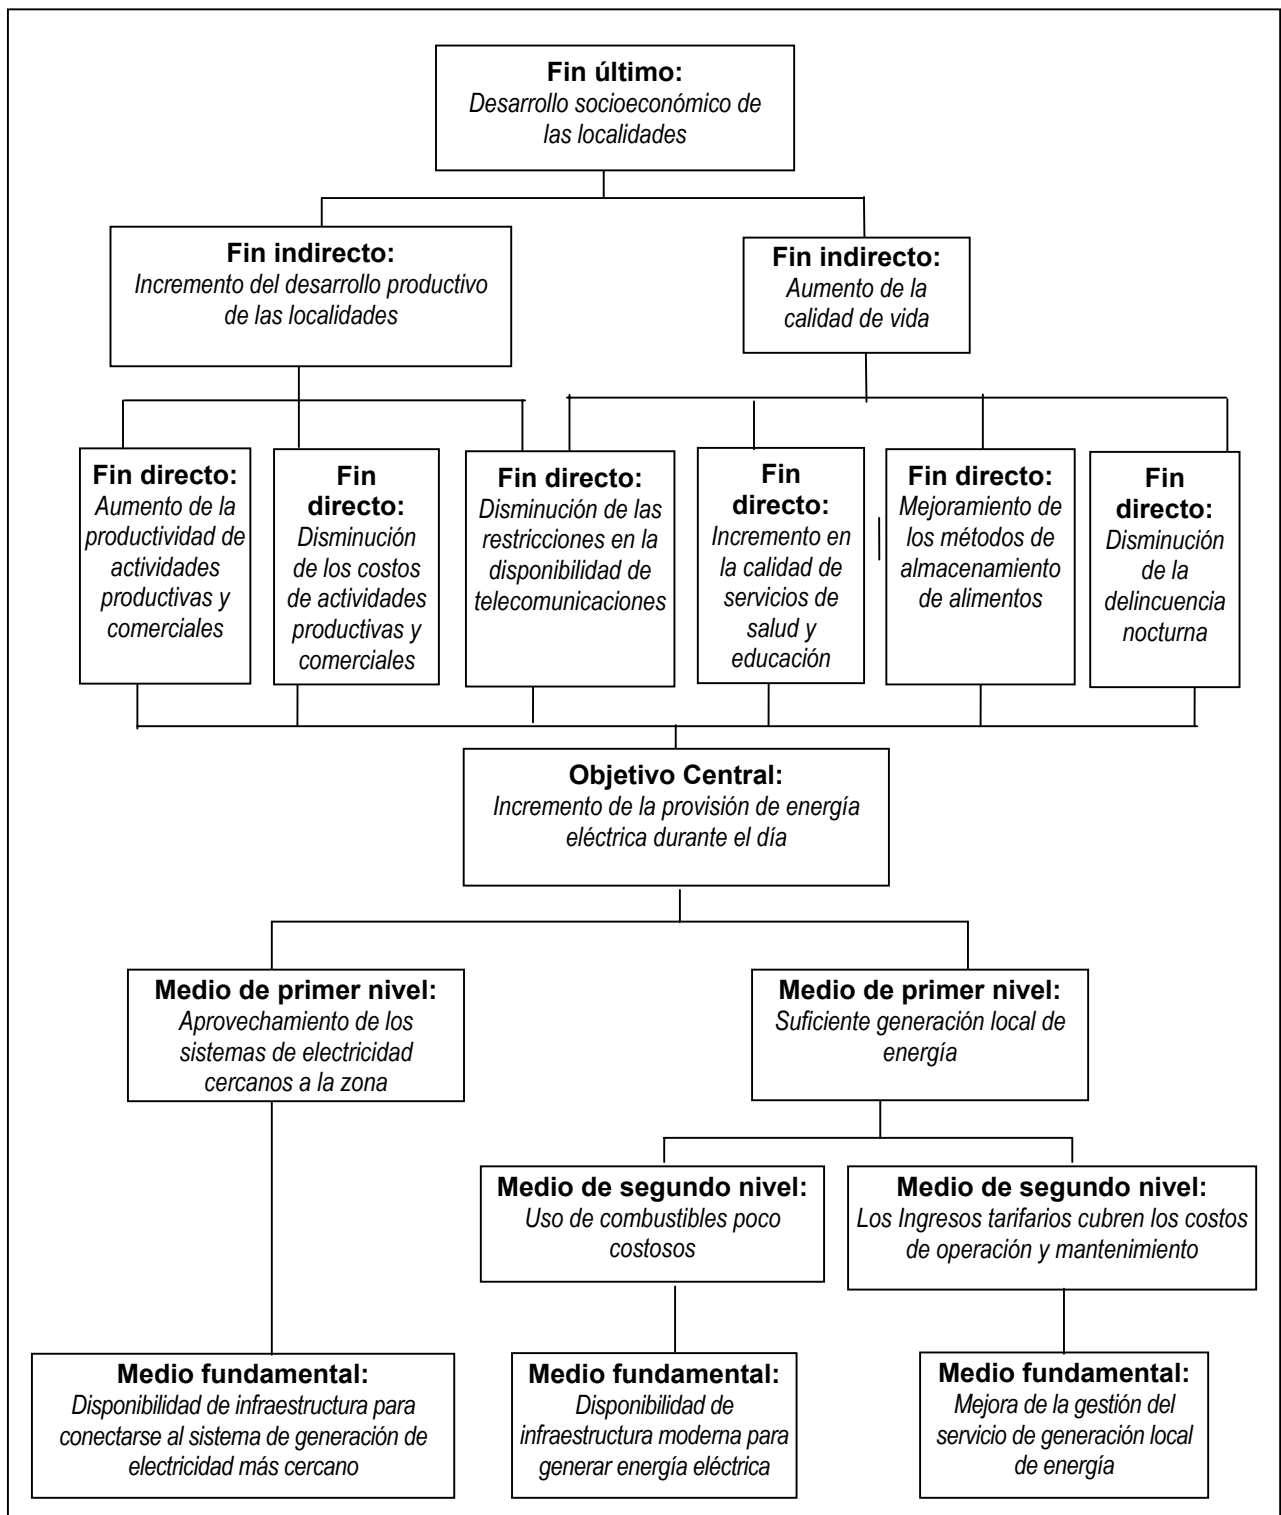 Fin último:
Desarrollo socioeconómico de
las localidades
Fin indirecto:
Incremento del desarrollo productivo
de las localidades
Fin indirecto:
Aumento de la
calidad de vida
Fin directo:
Aumento de la
productividad de
actividades
productivas y
comerciales
Fin
directo:
Disminución
de los costos
de actividades
productivas y
comerciales
Fin directo:
Disminución de las
restricciones en la
disponibilidad de
telecomunicaciones
Fin
directo:
Incremento en
la calidad de
servicios de
salud y
educación
Fin directo:
Mejoramiento de
los métodos de
almacenamiento
de alimentos
Fin
directo:
Disminución
de la
delincuencia
nocturna
Objetivo Central:
Incremento de la provisión de energía
eléctrica durante el día
Medio de primer nivel:
Aprovechamiento de los
sistemas de electricidad
cercanos a la zona
Medio de primer nivel:
Suficiente generación local de
energía
Medio de segundo nivel:
Uso de combustibles poco
costosos
Medio de segundo nivel:
Los Ingresos tarifarios cubren los costos
de operación y mantenimiento
Medio fundamental:
Disponibilidad de infraestructura para
conectarse al sistema de generación de
electricidad más cercano
Medio fundamental:
Disponibilidad de
infraestructura moderna para
generar energía eléctrica
Medio fundamental:
Mejora de la gestión del
servicio de generación local
de energía